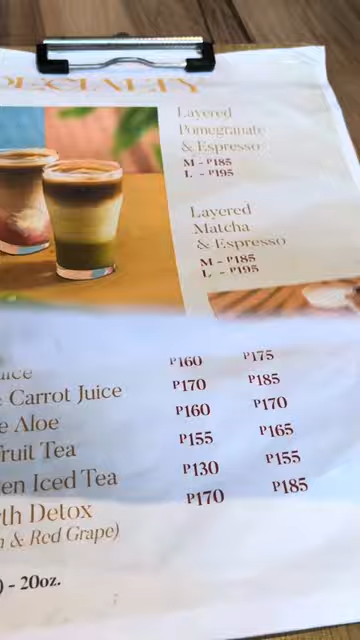 Layered
Pomegranate
& Espresso
M - ₱185
L - ₱195
Layered
Matcha
& Espresso
M - ₱185
L - ₱195
₱160 ₱175
Carrot Juice ₱170 ₱185
Aloe ₱160 ₱170
Fruit Tea ₱155 ₱165
Iced Tea ₱130 ₱155
Detox ₱170 ₱185
& Red Grape)
- 20oz.